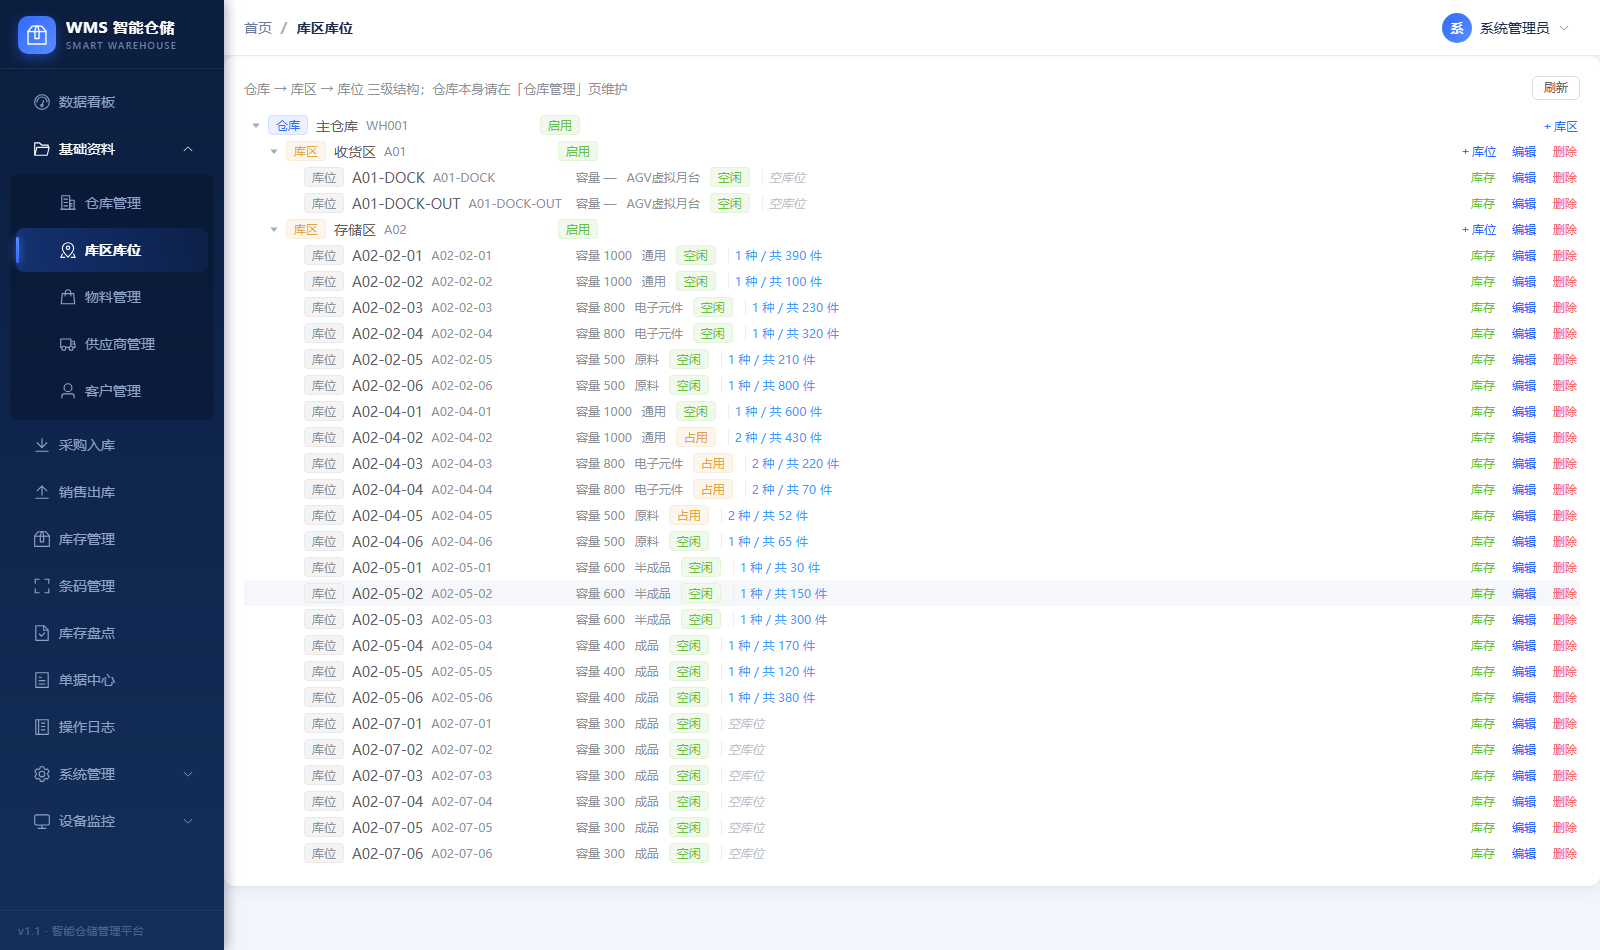 WMS 智能仓储
SMART WAREHOUSE
数据看板
基础资料
仓库管理
库区库位
物料管理
供应商管理
客户管理
采购入库
销售出库
库存管理
条码管理
库存盘点
单据中心
操作日志
系统管理
设备监控
v1.1 · 智能仓储管理平台
首页 / 库区库位
系 系统管理员
仓库 → 库区 → 库位 三级结构；仓库本身请在「仓库管理」页维护 刷新
仓库 主仓库 WH001 启用 + 库区
库区 收货区 A01 启用 + 库位 编辑 删除
库位 A01-DOCK A01-DOCK 容量 — AGV虚拟月台 空闲 空库位 库存 编辑 删除
库位 A01-DOCK-OUT A01-DOCK-OUT 容量 — AGV虚拟月台 空闲 空库位 库存 编辑 删除
库区 存储区 A02 启用 + 库位 编辑 删除
库位 A02-02-01 A02-02-01 容量 1000 通用 空闲 1 种 / 共 390 件 库存 编辑 删除
库位 A02-02-02 A02-02-02 容量 1000 通用 空闲 1 种 / 共 100 件 库存 编辑 删除
库位 A02-02-03 A02-02-03 容量 800 电子元件 空闲 1 种 / 共 230 件 库存 编辑 删除
库位 A02-02-04 A02-02-04 容量 800 电子元件 空闲 1 种 / 共 320 件 库存 编辑 删除
库位 A02-02-05 A02-02-05 容量 500 原料 空闲 1 种 / 共 210 件 库存 编辑 删除
库位 A02-02-06 A02-02-06 容量 500 原料 空闲 1 种 / 共 800 件 库存 编辑 删除
库位 A02-04-01 A02-04-01 容量 1000 通用 空闲 1 种 / 共 600 件 库存 编辑 删除
库位 A02-04-02 A02-04-02 容量 1000 通用 占用 2 种 / 共 430 件 库存 编辑 删除
库位 A02-04-03 A02-04-03 容量 800 电子元件 占用 2 种 / 共 220 件 库存 编辑 删除
库位 A02-04-04 A02-04-04 容量 800 电子元件 占用 2 种 / 共 70 件 库存 编辑 删除
库位 A02-04-05 A02-04-05 容量 500 原料 占用 2 种 / 共 52 件 库存 编辑 删除
库位 A02-04-06 A02-04-06 容量 500 原料 空闲 1 种 / 共 65 件 库存 编辑 删除
库位 A02-05-01 A02-05-01 容量 600 半成品 空闲 1 种 / 共 30 件 库存 编辑 删除
库位 A02-05-02 A02-05-02 容量 600 半成品 空闲 1 种 / 共 150 件 库存 编辑 删除
库位 A02-05-03 A02-05-03 容量 600 半成品 空闲 1 种 / 共 300 件 库存 编辑 删除
库位 A02-05-04 A02-05-04 容量 400 成品 空闲 1 种 / 共 170 件 库存 编辑 删除
库位 A02-05-05 A02-05-05 容量 400 成品 空闲 1 种 / 共 120 件 库存 编辑 删除
库位 A02-05-06 A02-05-06 容量 400 成品 空闲 1 种 / 共 380 件 库存 编辑 删除
库位 A02-07-01 A02-07-01 容量 300 成品 空闲 空库位 库存 编辑 删除
库位 A02-07-02 A02-07-02 容量 300 成品 空闲 空库位 库存 编辑 删除
库位 A02-07-03 A02-07-03 容量 300 成品 空闲 空库位 库存 编辑 删除
库位 A02-07-04 A02-07-04 容量 300 成品 空闲 空库位 库存 编辑 删除
库位 A02-07-05 A02-07-05 容量 300 成品 空闲 空库位 库存 编辑 删除
库位 A02-07-06 A02-07-06 容量 300 成品 空闲 空库位 库存 编辑 删除